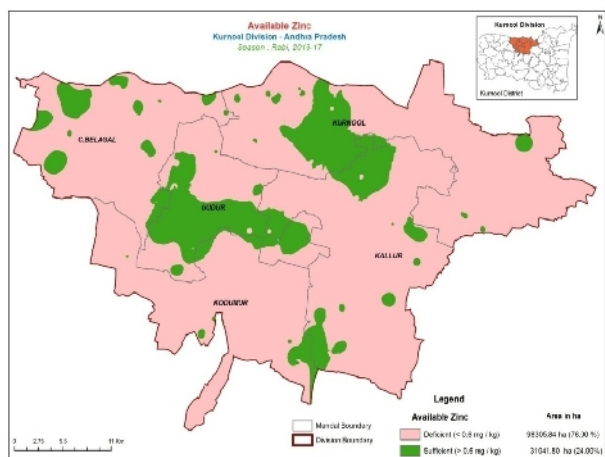 Available Zinc
Kurnool Division - Andhra Pradesh
Season : Rabi, 2016-17
Kurnool Division
N
Kurnool District
C.BELAGAL
KURNOOL
GUDUR
KALLUR
KODUMUR
Legend
Mandal Boundary
Division Boundary
Available Zinc
Area in ha
Deficient (< 0.6 mg / kg)
98305.84 ha (76.00 %)
Sufficient (> 0.6 mg / kg)
31041.80 ha (24.00%)
0 2.75 5.5 11 Km